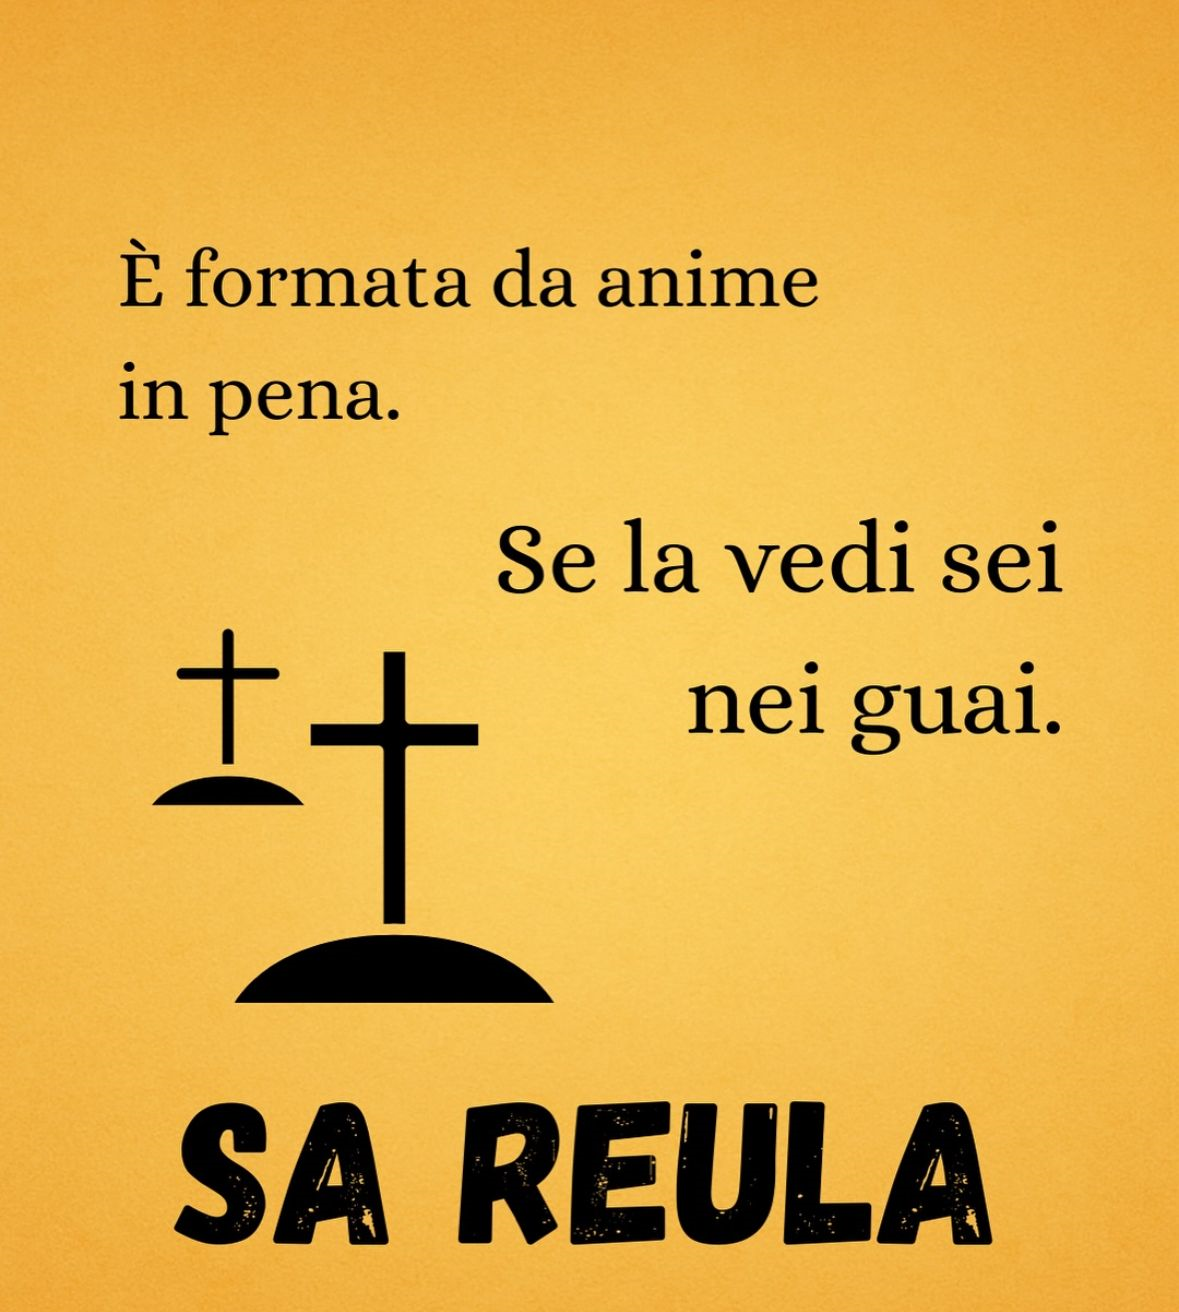 È formata da anime
in pena.
Se la vedi sei
nei guai.
SA REULA